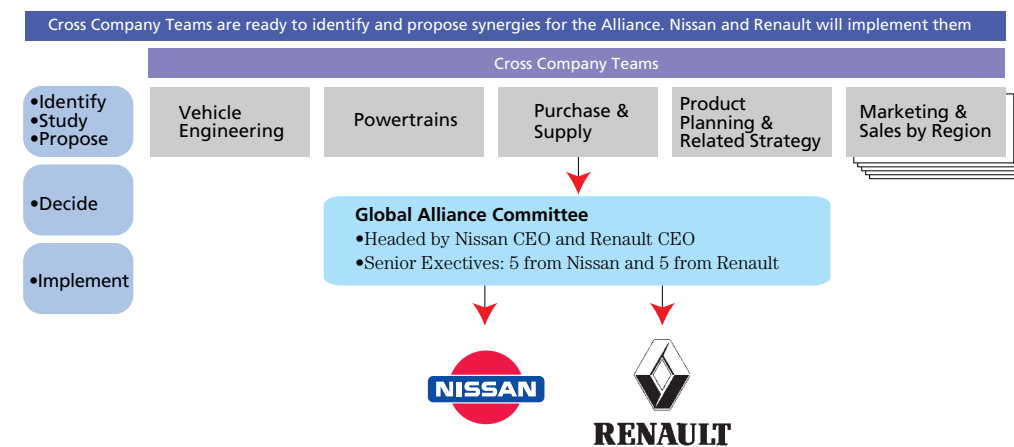 Cross Company Teams are ready to identify and propose synergies for the Alliance. Nissan and Renault will implement them
Cross Company Teams
•Identify
•Study
•Propose
Vehicle
Engineering
Powertrains
Purchase &
Supply
Product
Planning &
Related Strategy
Marketing &
Sales by Region
•Decide
Global Alliance Committee
•Headed by Nissan CEO and Renault CEO
•Senior Exectives: 5 from Nissan and 5 from Renault
•Implement
NISSAN
RENAULT